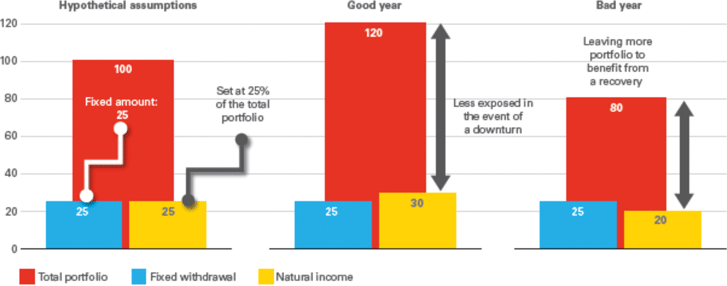 Hypothetical assumptions
Good year
Bad year
120
100
80
60
40
20
0
100
Fixed amount:
25
Set at 25%
of the total
portfolio
25
25
120
Less exposed in
the event of
a downturn
25
30
Leaving more
portfolio to
benefit from
a recovery
80
25
20
Total portfolio
Fixed withdrawal
Natural income